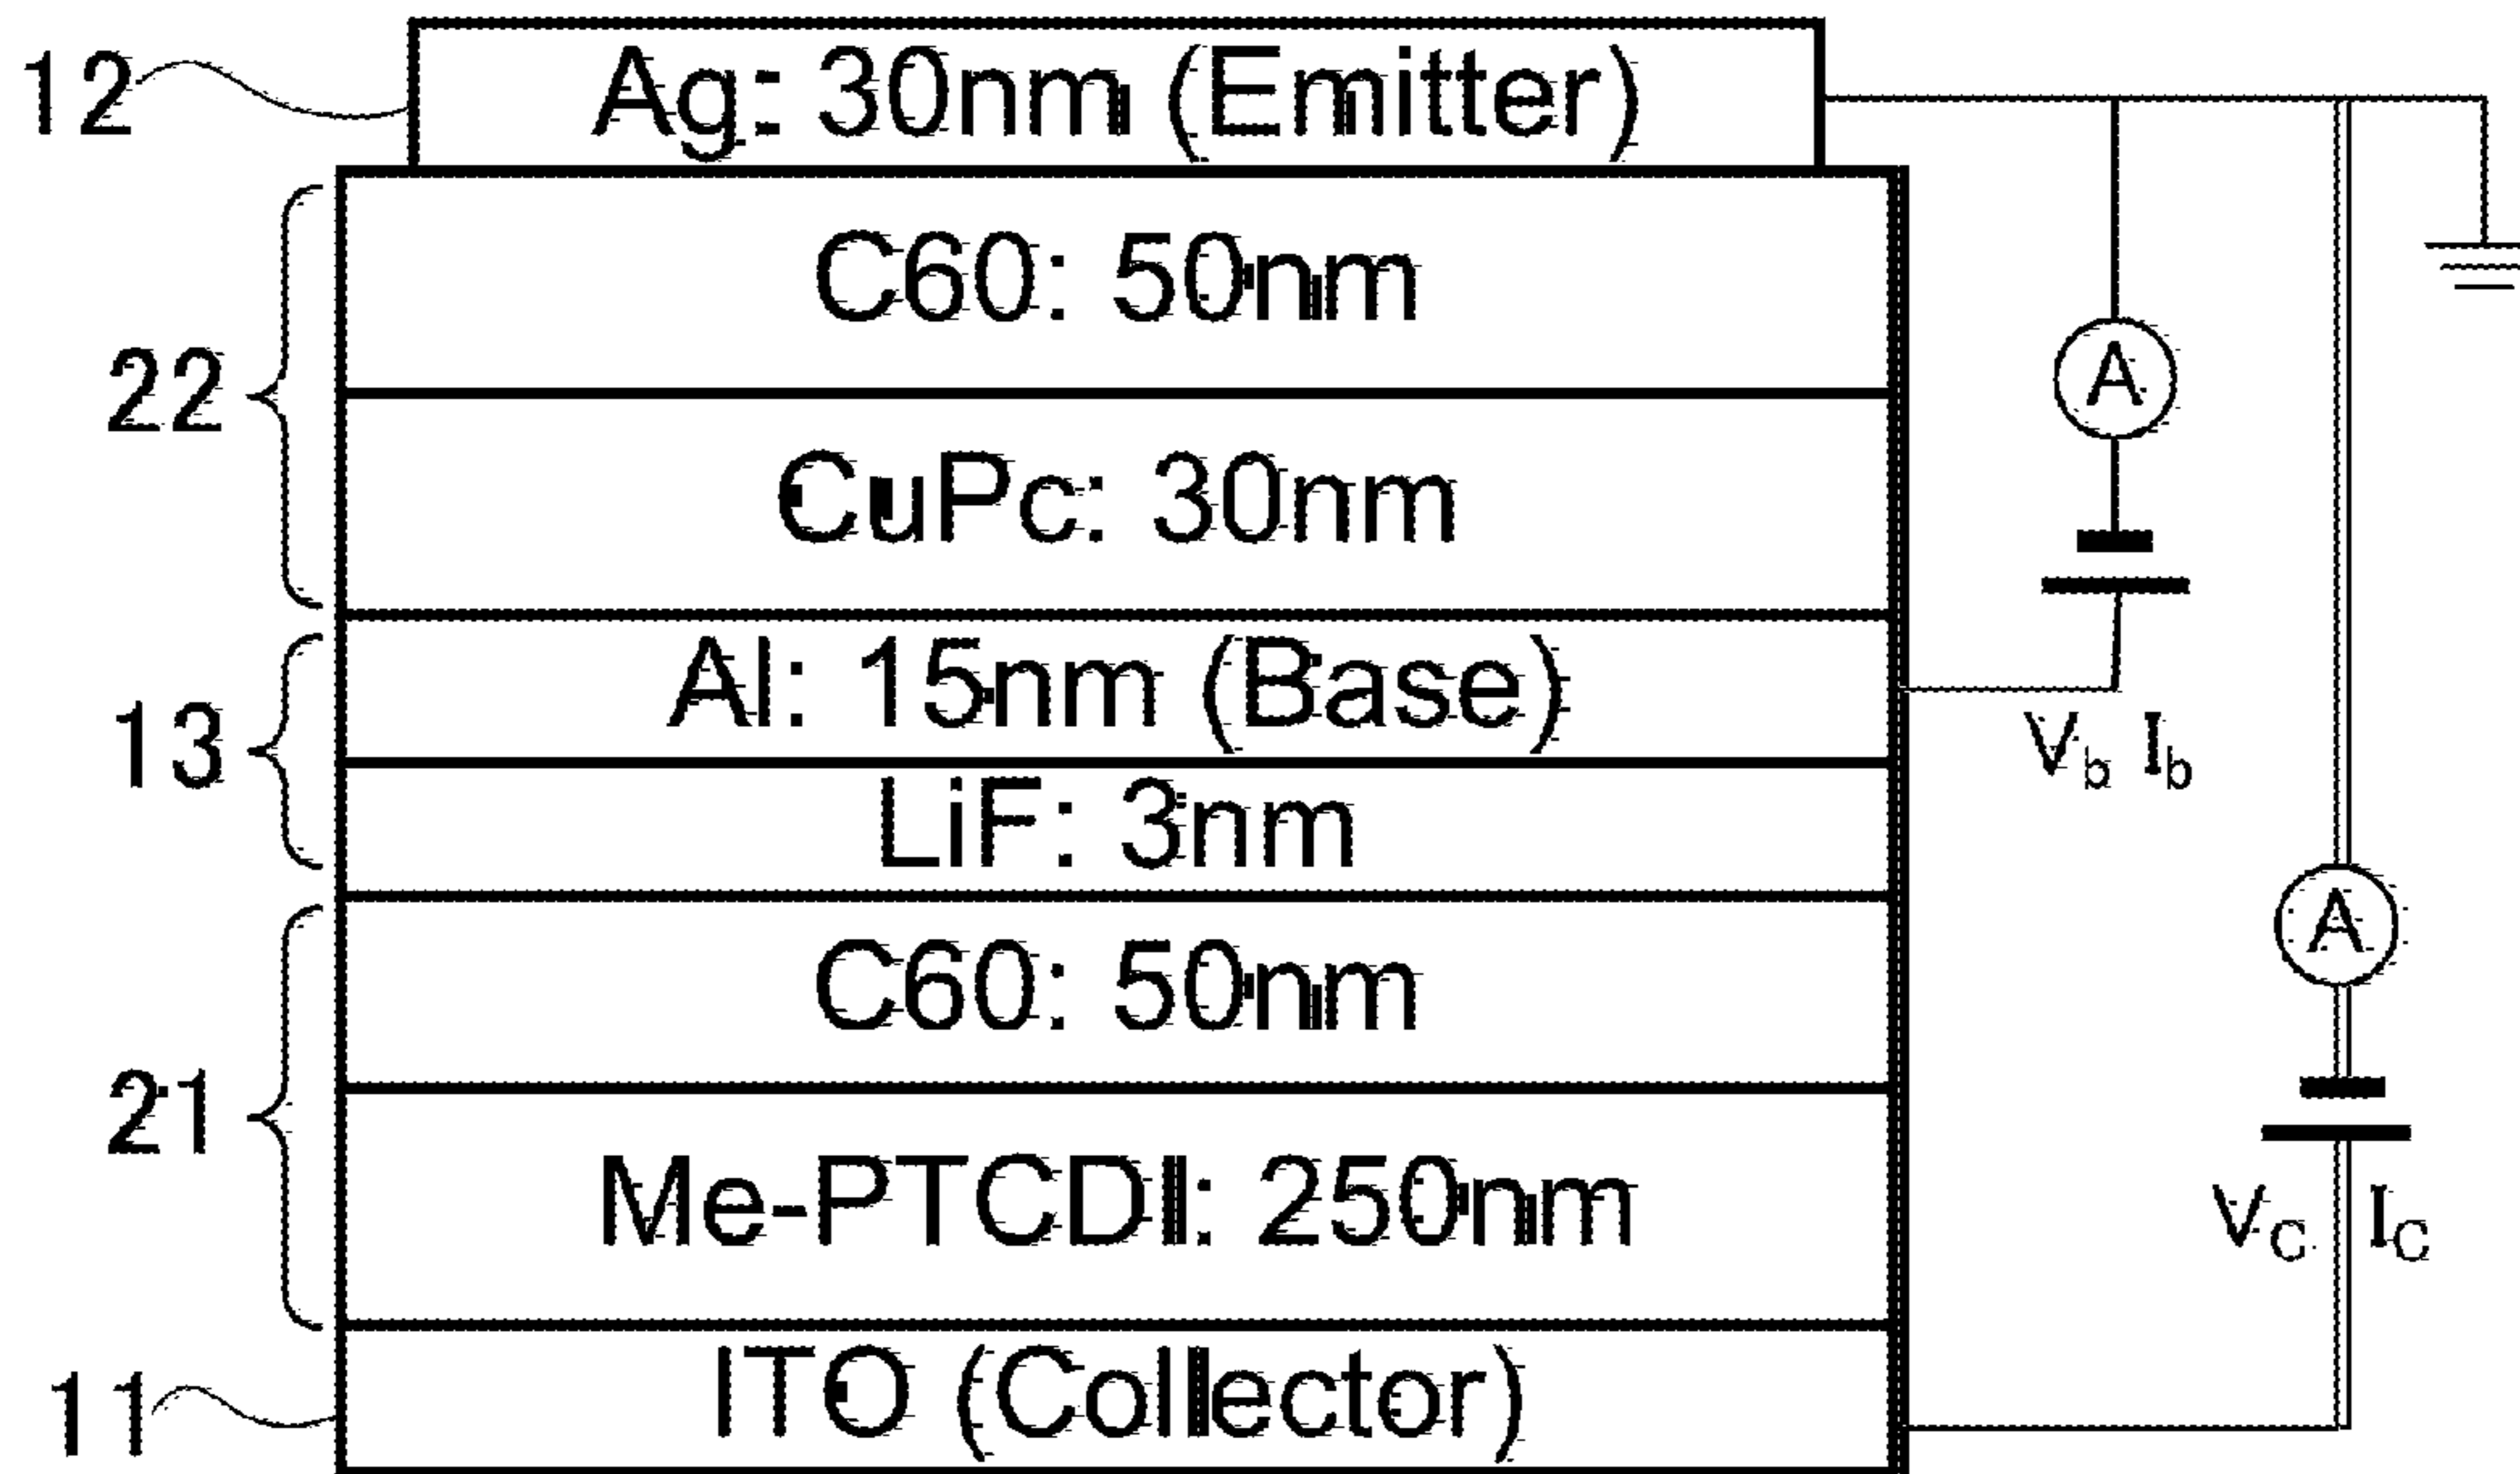 12
Ag: 30nm (Emitter)
C60: 50nm
22
CuPc: 30nm
A
Al: 15nm (Base)
13
Vb Ib
LiF: 3nm
C60: 50nm
A
21
Me-PTCDI: 250nm
VC IC
11
ITO (Collector)